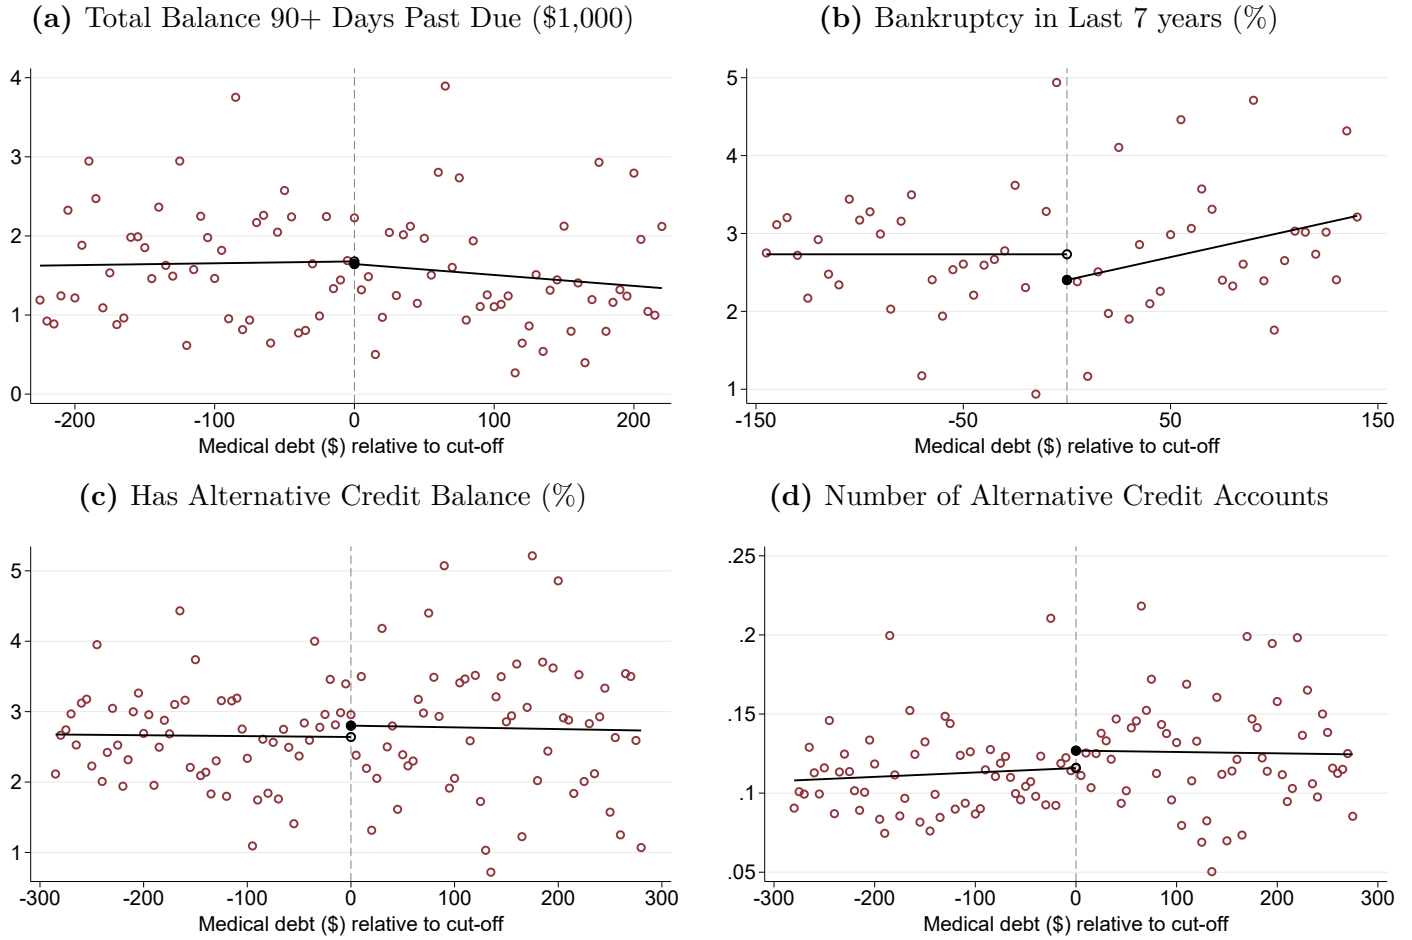 (a) Total Balance 90+ Days Past Due ($1,000)
4
3
2
1
0
-200 -100 0 100 200
Medical debt ($) relative to cut-off
(b) Bankruptcy in Last 7 years (%)
5
4
3
2
1
-150 -50 50 150
Medical debt ($) relative to cut-off
(c) Has Alternative Credit Balance (%)
5
4
3
2
1
-300 -200 -100 0 100 200 300
Medical debt ($) relative to cut-off
(d) Number of Alternative Credit Accounts
.25
.2
.15
.1
.05
-300 -200 -100 0 100 200 300
Medical debt ($) relative to cut-off